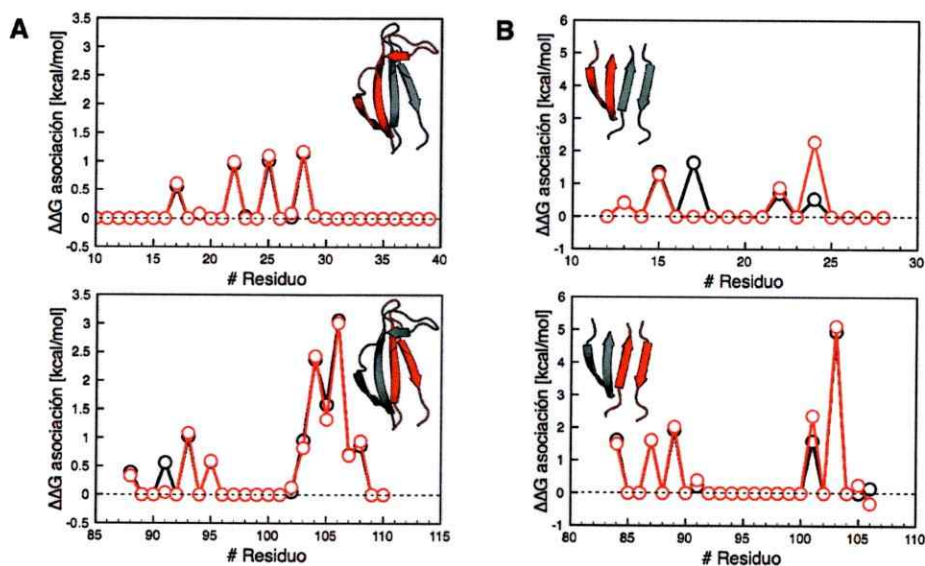 A
ΔΔG asociación [kcal/mol]
3.5
3
2.5
2
1.5
1
0.5
0
-0.5
10 15 20 25 30 35 40
# Residuo
B
ΔΔG asociación [kcal/mol]
6
5
4
3
2
1
0
-1
10 20 30
# Residuo
ΔΔG asociación [kcal/mol]
3.5
3
2.5
2
1.5
1
0.5
0
-0.5
85 90 95 100 105 110 115
# Residuo
ΔΔG asociación [kcal/mol]
6
5
4
3
2
1
0
-1
80 85 90 95 100 105 110
# Residuo